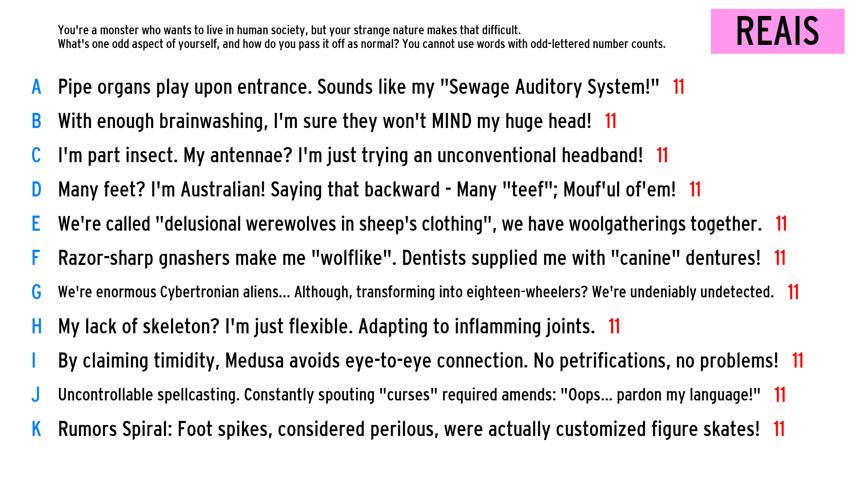 You're a monster who wants to live in human society, but your strange nature makes that difficult.
What's one odd aspect of yourself, and how do you pass it off as normal? You cannot use words with odd-lettered number counts.
REAIS
A Pipe organs play upon entrance. Sounds like my "Sewage Auditory System!" 11
B With enough brainwashing, I'm sure they won't MIND my huge head! 11
C I'm part insect. My antennae? I'm just trying an unconventional headband! 11
D Many feet? I'm Australian! Saying that backward - Many "teef"; Mouf'ul of'em! 11
E We're called "delusional werewolves in sheep's clothing", we have woolgatherings together. 11
F Razor-sharp gnashers make me "wolflike". Dentists supplied me with "canine" dentures! 11
G We're enormous Cybertronian aliens... Although, transforming into eighteen-wheelers? We're undeniably undetected. 11
H My lack of skeleton? I'm just flexible. Adapting to inflamming joints. 11
I By claiming timidity, Medusa avoids eye-to-eye connection. No petrifications, no problems! 11
J Uncontrollable spellcasting. Constantly spouting "curses" required amends: "Oops... pardon my language!" 11
K Rumors Spiral: Foot spikes, considered perilous, were actually customized figure skates! 11